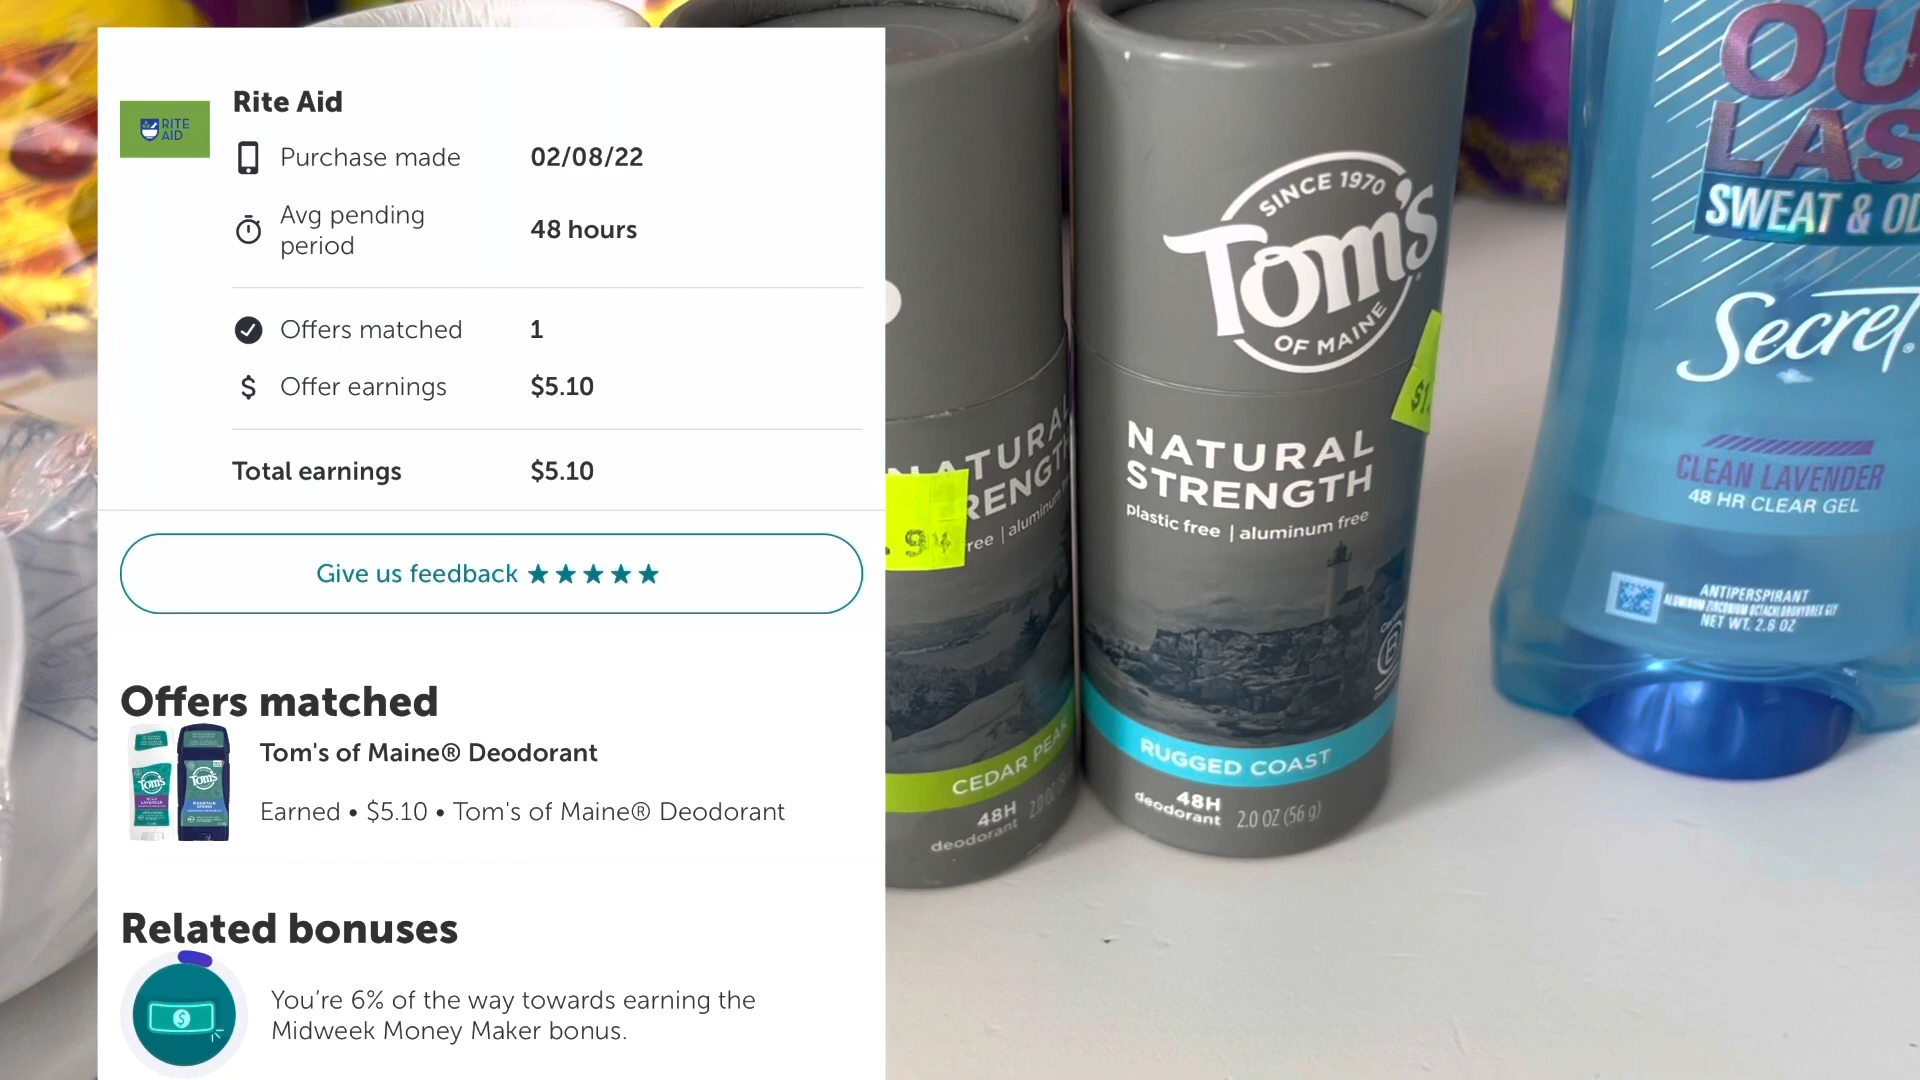 Rite Aid
RITE
AID
Purchase made 02/08/22
Avg pending
period
48 hours
Offers matched 1
Offer earnings $5.10
Total earnings $5.10
Give us feedback ★★★★★
Offers matched
Tom's of Maine® Deodorant
Earned • $5.10 • Tom's of Maine® Deodorant
Related bonuses
You're 6% of the way towards earning the
Midweek Money Maker bonus.
CEDAR PEAK
48H
deodorant
SINCE 1970
Tom's
OF MAINE
NATURAL
STRENGTH
plastic free | aluminum free
RUGGED COAST
48H
deodorant 2.0 OZ (56 g)
SWEAT &
Secret
CLEAN LAVENDER
48 HR CLEAR GEL
ANTIPERSPIRANT
NET WT. 2.6 OZ